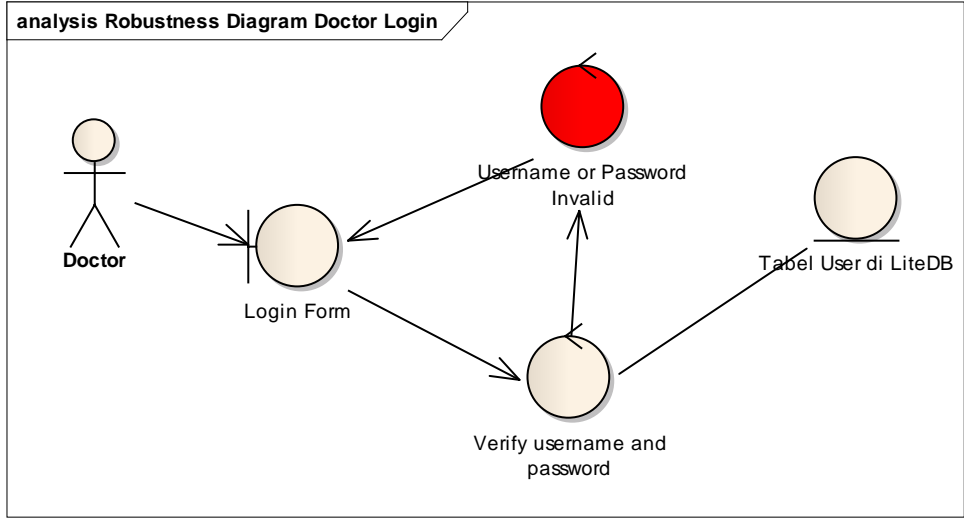 analysis Robustness Diagram Doctor Login
Username or Password
Invalid
Doctor
Tabel User di LiteDB
Login Form
Verify username and
password